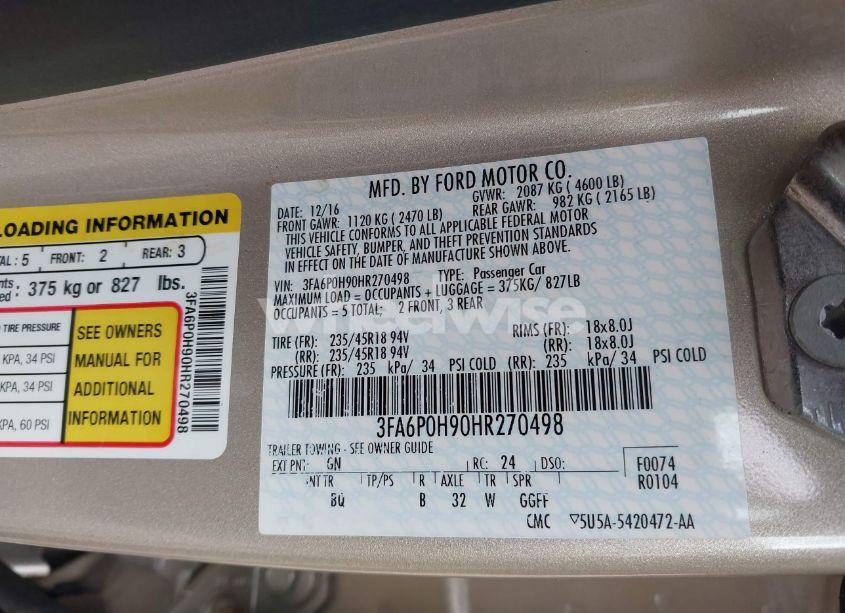 LOADING INFORMATION
TAL : 5 FRONT: 2 REAR: 3
nts
ed : 375 kg or 827 lbs.
TIRE PRESSURE
KPA, 34 PSI
KPA, 34 PSI
KPA, 60 PSI
SEE OWNERS
MANUAL FOR
ADDITIONAL
INFORMATION
3FA6P0H90HR270498
MFD. BY FORD MOTOR CO.
DATE: 12/16 GVWR: 2087 KG ( 4600 LB)
FRONT GAWR: 1120 KG ( 2470 LB) REAR GAWR: 982 KG ( 2165 LB)
THIS VEHICLE CONFORMS TO ALL APPLICABLE FEDERAL MOTOR
VEHICLE SAFETY, BUMPER, AND THEFT PREVENTION STANDARDS
IN EFFECT ON THE DATE OF MANUFACTURE SHOWN ABOVE.
VIN: 3FA6P0H90HR270498 TYPE: Passenger Car
MAXIMUM LOAD = OCCUPANTS + LUGGAGE = 375KG/ 827LB
OCCUPANTS = 5 TOTAL; 2 FRONT, 3 REAR
wheelwise
TIRE (FR): 235/45R18 94V RIMS (FR): 18x8.0J
(RR): 235/45R18 94V (RR): 18x8.0J
PRESSURE (FR): 235 kPa/ 34 PSI COLD (RR): 235 kPa/ 34 PSI COLD
3FA6P0H90HR270498
TRAILER TOWING - SEE OWNER GUIDE
EXT PNT: GN RC: 24 DSO: F0074
INT TR TP/PS R AXLE TR SPR R0104
BQ B 32 W GGFF
CMC ▽5U5A-5420472-AA